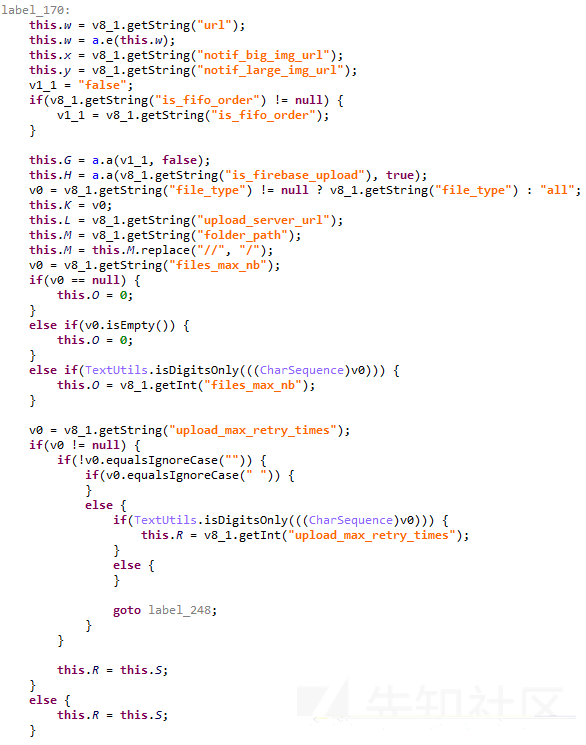 label_170:
    this.w = v8_1.getString("url");
    this.w = a.e(this.w);
    this.x = v8_1.getString("notif_big_img_url");
    this.y = v8_1.getString("notif_large_img_url");
    v1_1 = "false";
    if(v8_1.getString("is_fifo_order") != null) {
        v1_1 = v8_1.getString("is_fifo_order");
    }

    this.G = a.a(v1_1, false);
    this.H = a.a(v8_1.getString("is_firebase_upload"), true);
    v0 = v8_1.getString("file_type") != null ? v8_1.getString("file_type") : "all";
    this.K = v0;
    this.L = v8_1.getString("upload_server_url");
    this.M = v8_1.getString("folder_path");
    this.M = this.M.replace("//", "/");
    v0 = v8_1.getString("files_max_nb");
    if(v0 == null) {
        this.O = 0;
    }
    else if(v0.isEmpty()) {
        this.O = 0;
    }
    else if(TextUtils.isDigitsOnly(((CharSequence)v0))) {
        this.O = v8_1.getInt("files_max_nb");
    }

    v0 = v8_1.getString("upload_max_retry_times");
    if(v0 != null) {
        if(!v0.equalsIgnoreCase("")) {
            if(v0.equalsIgnoreCase(" ")) {
            }
            else {
                if(TextUtils.isDigitsOnly(((CharSequence)v0))) {
                    this.R = v8_1.getInt("upload_max_retry_times");
                }
                else {
                }

                goto label_248;
            }
        }

        this.R = this.S;
    }
    else {
        this.R = this.S;
    }
先知社区